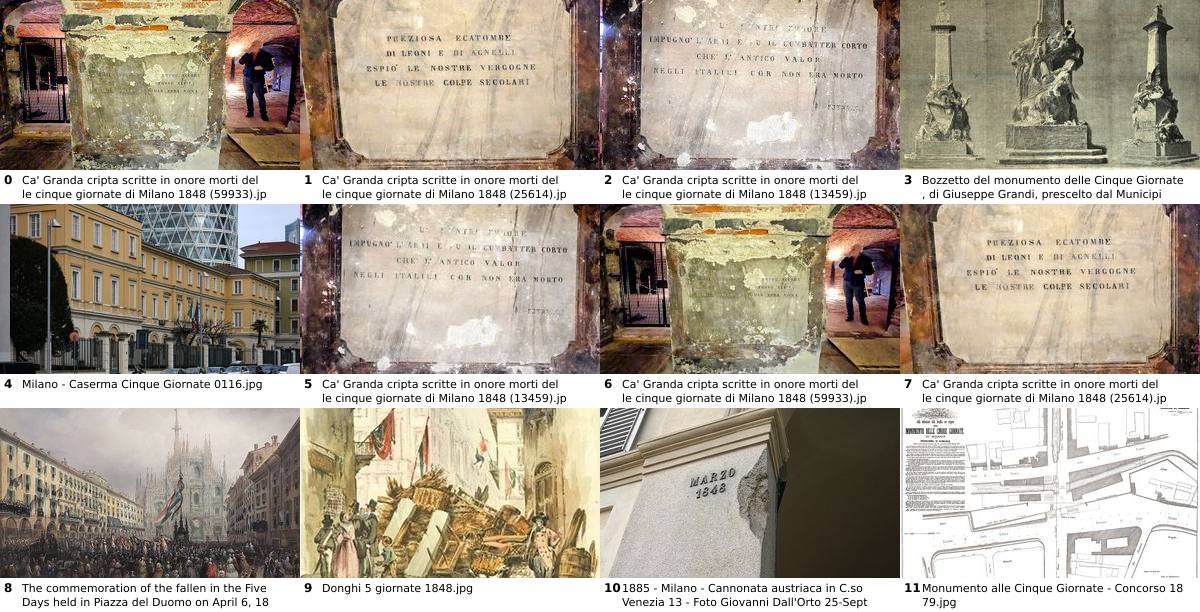 PREZIOSA ECATOMBE
DI LEONI E DI AGNELLI
ESPIÒ LE NOSTRE VERGOGNE
LE NOSTRE COLPE SECOLARI
IMPUGNO' L'ARMI E FU IL COMBATTER CORTO
CHE L' ANTICO VALOR
NEGLI ITALICI COR NON ERA MORTO
0 Ca' Granda cripta scritte in onore morti del
le cinque giornate di Milano 1848 (59933).jp
1 Ca' Granda cripta scritte in onore morti del
le cinque giornate di Milano 1848 (25614).jp
2 Ca' Granda cripta scritte in onore morti del
le cinque giornate di Milano 1848 (13459).jp
3 Bozzetto del monumento delle Cinque Giornate
, di Giuseppe Grandi, prescelto dal Municipi
IMPUGNO' L'ARMI E FU IL COMBATTER CORTO
CHE L' ANTICO VALOR
NEGLI ITALICI COR NON ERA MORTO
PREZIOSA ECATOMBE
DI LEONI E DI AGNELLI
ESPIÒ LE NOSTRE VERGOGNE
LE NOSTRE COLPE SECOLARI
4 Milano - Caserma Cinque Giornate 0116.jpg
5 Ca' Granda cripta scritte in onore morti del
le cinque giornate di Milano 1848 (13459).jp
6 Ca' Granda cripta scritte in onore morti del
le cinque giornate di Milano 1848 (59933).jp
7 Ca' Granda cripta scritte in onore morti del
le cinque giornate di Milano 1848 (25614).jp
MARZO
1848
MONUMENTO DELLE CINQUE GIORNATE
8 The commemoration of the fallen in the Five
Days held in Piazza del Duomo on April 6, 18
9 Donghi 5 giornate 1848.jpg
10 1885 - Milano - Cannonata austriaca in C.so
Venezia 13 - Foto Giovanni Dall'Orto 25-Sept
11 Monumento alle Cinque Giornate - Concorso 18
79.jpg